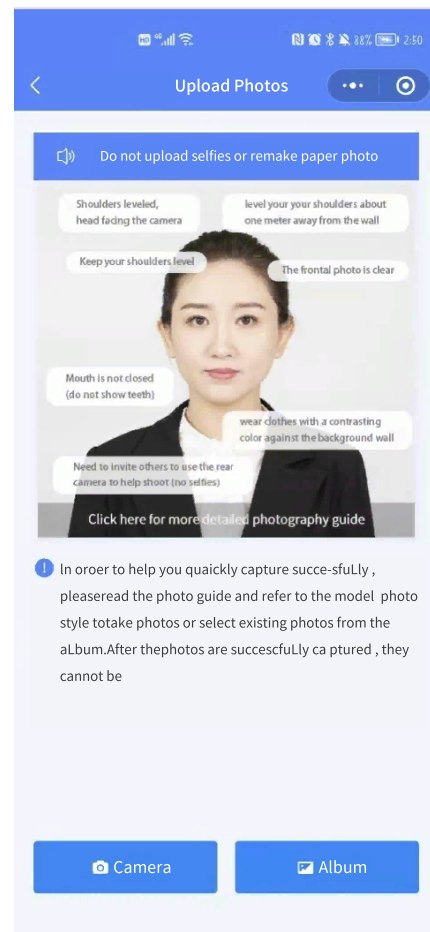 HD 4G 88% 2:50
Upload Photos
Do not upload selfies or remake paper photo
Shoulders leveled,
head facing the camera
level your your shoulders about
one meter away from the wall
Keep your shoulders level
The frontal photo is clear
Mouth is not closed
(do not show teeth)
wear clothes with a contrasting
color against the background wall
Need to invite others to use the rear
camera to help shoot (no selfies)
Click here for more detailed photography guide
In oroer to help you quaickly capture succe-sfuLly ,
pleaseread the photo guide and refer to the model photo
style totake photos or select existing photos from the
aLbum.After thephotos are succescfuLly ca ptured , they
cannot be
Camera
Album